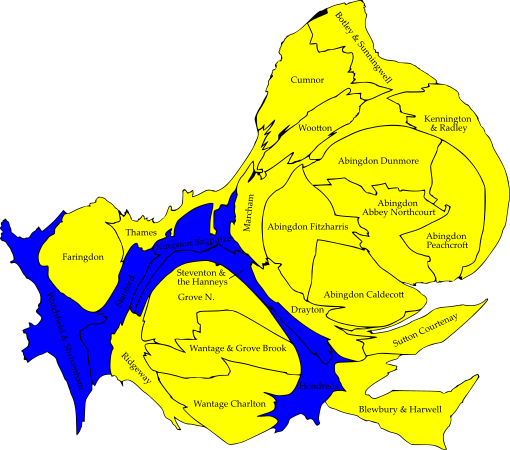 Botley & Sunningwell
Cumnor
Kennington
& Radley
Wootton
Abingdon Dunmore
Marcham
Abingdon
Abbey Northcourt
Abingdon Fitzharris
Thames
Abingdon
Peachcroft
Faringdon
Kingston Bagpuize
Stanford
Steventon &
the Hanneys
Grove N.
Abingdon Caldecott
Drayton
Sutton Courtenay
Watchfield & Shrivenham
Wantage & Grove Brook
Ridgeway
Hendreds
Wantage Charlton
Blewbury & Harwell